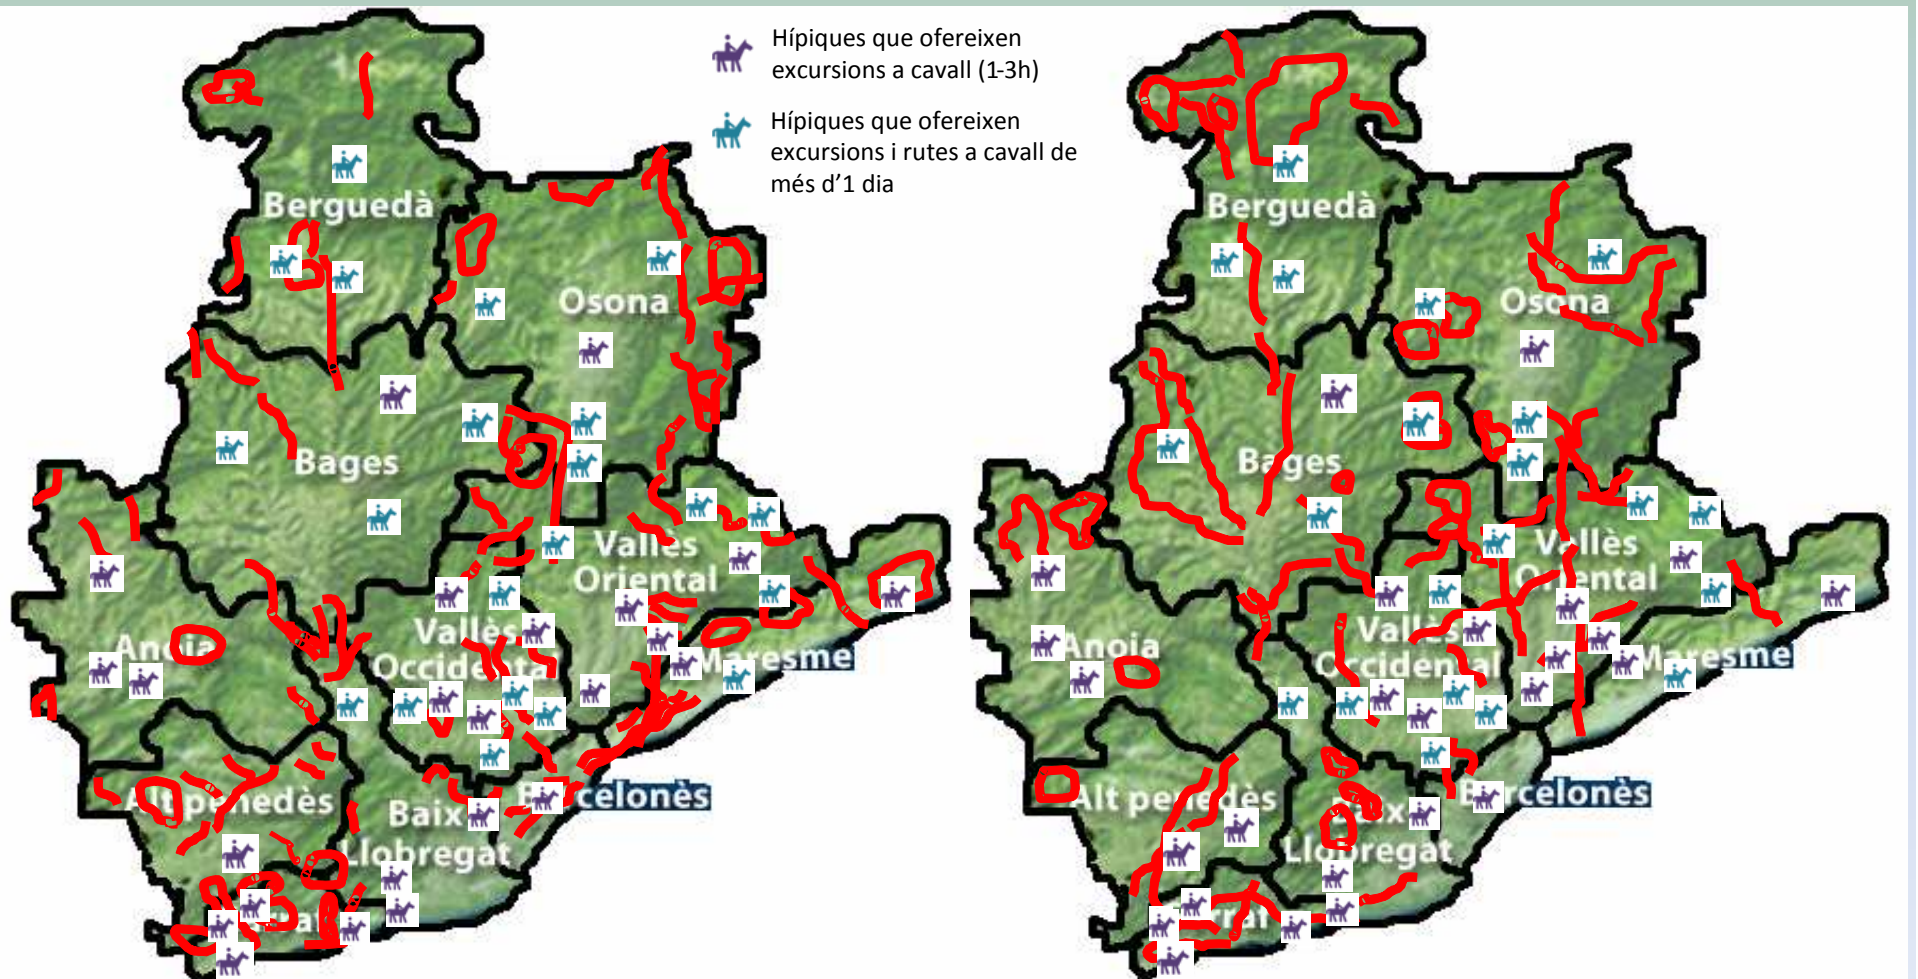 Hípiques que ofereixen
excursions a cavall (1-3h)
Hípiques que ofereixen
excursions i rutes a cavall de
més d'1 dia
Berguedà
Osona
Bages
Vallès
Oriental
Vallès
Occidental
Anoia
Maresme
Alt penedès
Baix
Llobregat
Barcelonès
Berguedà
Osona
Bages
Vallès
Oriental
Vallès
Occidental
Anoia
Maresme
Alt penedès
Baix
Llobregat
Barcelonès